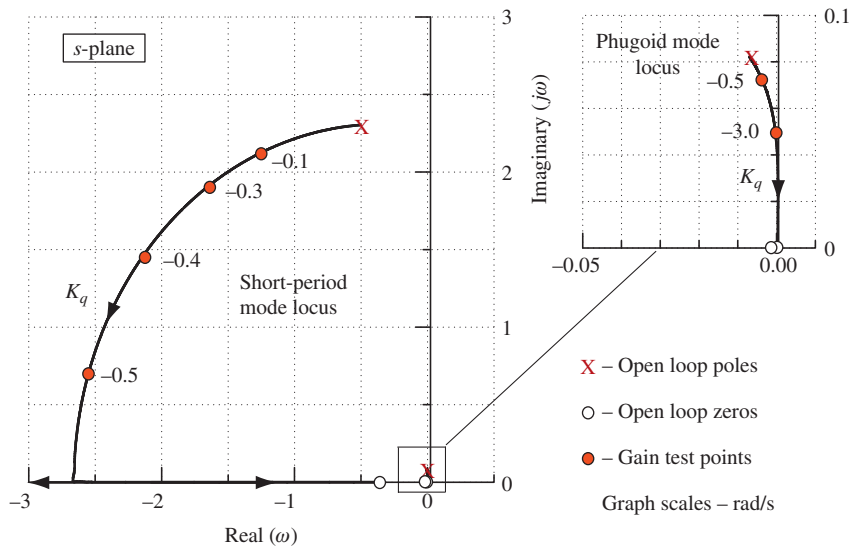 s-plane
3
2
1
0
Imaginary (jω)
X
–0.1
–0.3
–0.4
–0.5
K_q
Short-period
mode locus
X
–3
–2
–1
0
Real (ω)
Phugoid mode
locus
X
–0.5
–3.0
K_q
0.1
0
–0.05
0.00
X – Open loop poles
– Open loop zeros
– Gain test points
Graph scales – rad/s